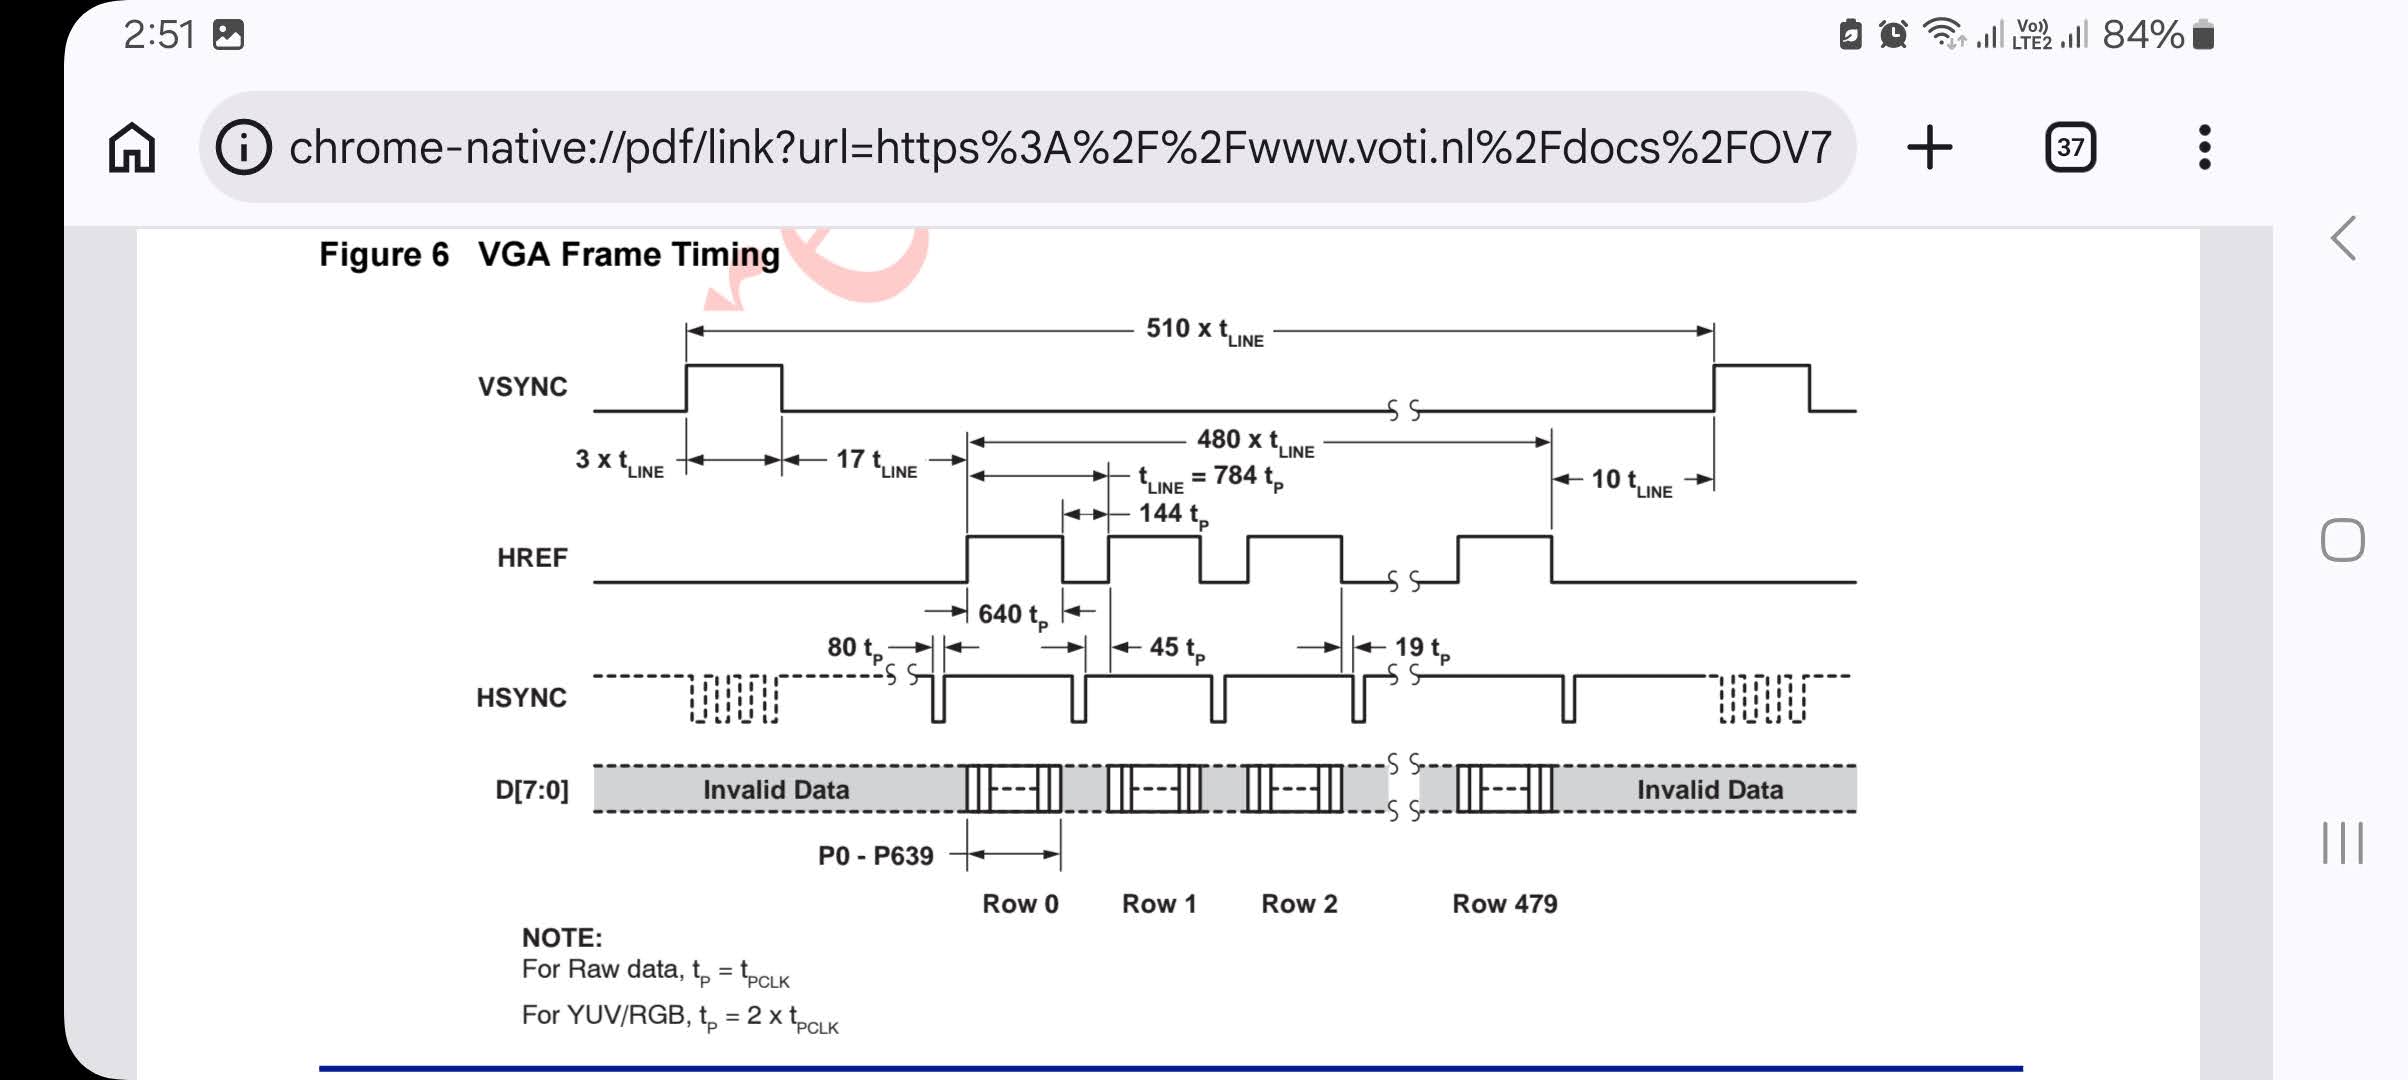 2:51
Vo)) LTE2 84%
chrome-native://pdf/link?url=https%3A%2F%2Fwww.voti.nl%2Fdocs%2FOV7
37
Figure 6 VGA Frame Timing
510 x tLINE
VSYNC
480 x tLINE
3 x tLINE
17 tLINE
tLINE = 784 tP
10 tLINE
144 tP
HREF
640 tP
80 tP
45 tP
19 tP
HSYNC
D[7:0]
Invalid Data
Invalid Data
P0 - P639
Row 0 Row 1 Row 2 Row 479
NOTE:
For Raw data, tP = tPCLK
For YUV/RGB, tP = 2 x tPCLK